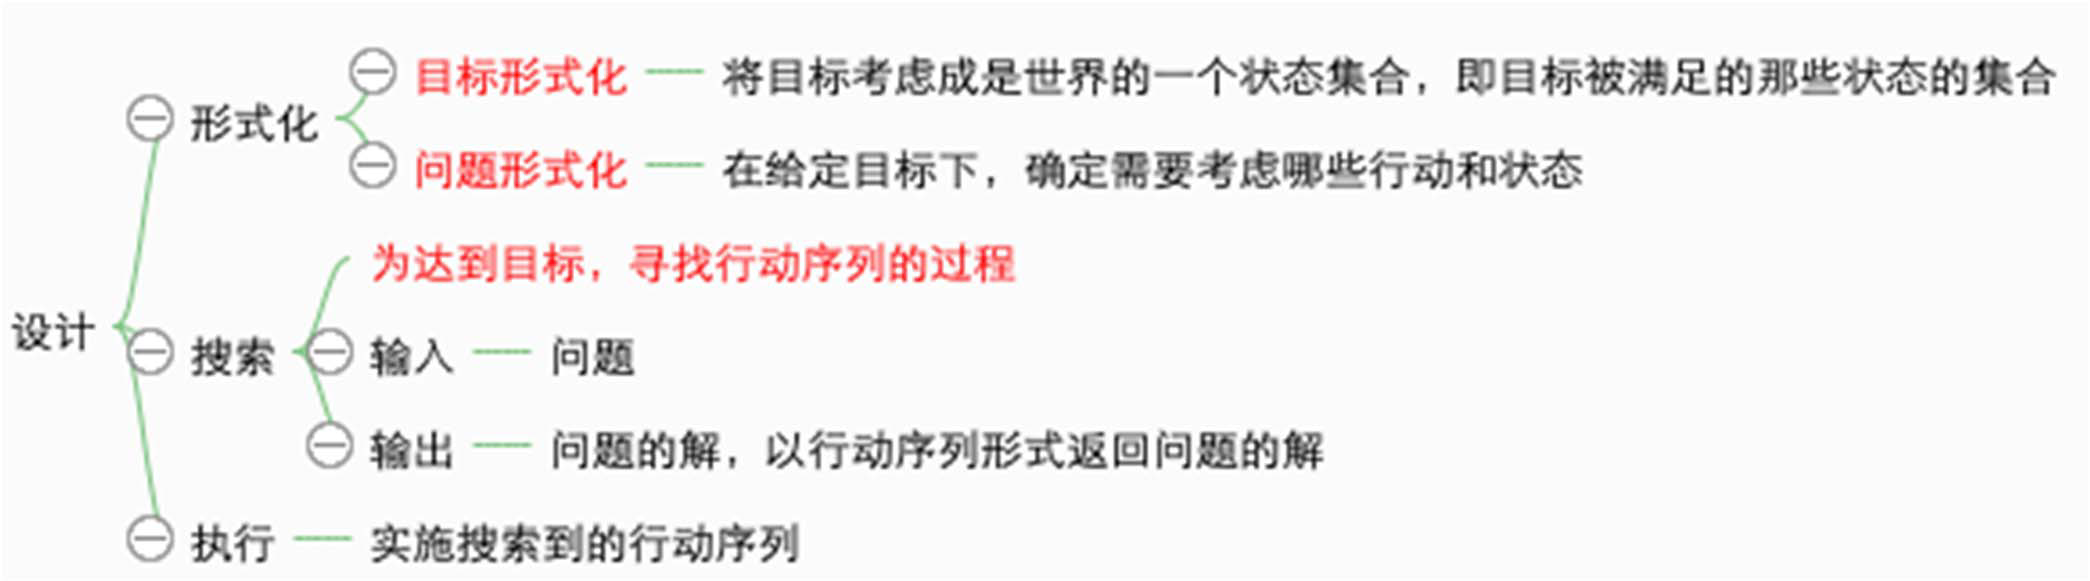 目标形式化 将目标考虑成是世界的一个状态集合，即目标被满足的那些状态的集合
形式化
问题形式化 在给定目标下，确定需要考虑哪些行动和状态
为达到目标，寻找行动序列的过程
设计
搜索 输入 问题
输出 问题的解，以行动序列形式返回问题的解
执行 实施搜索到的行动序列